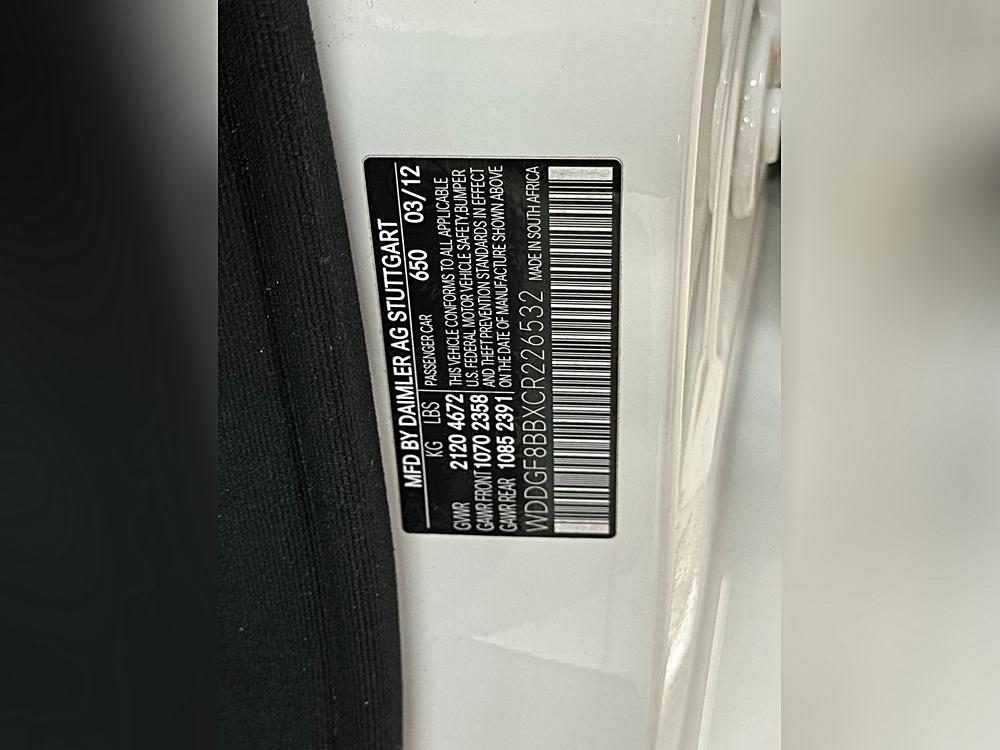 MFD BY DAIMLER AG STUTTGART
KG LBS PASSENGER CAR 650 03/12
GVWR 2120 4672 THIS VEHICLE CONFORMS TO ALL APPLICABLE
GAWR FRONT 1070 2358 U.S. FEDERAL MOTOR VEHICLE SAFETY,BUMPER
GAWR REAR 1085 2391 AND THEFT PREVENTION STANDARDS IN EFFECT
ON THE DATE OF MANUFACTURE SHOWN ABOVE
WDDGF8BBXCR226532 MADE IN SOUTH AFRICA